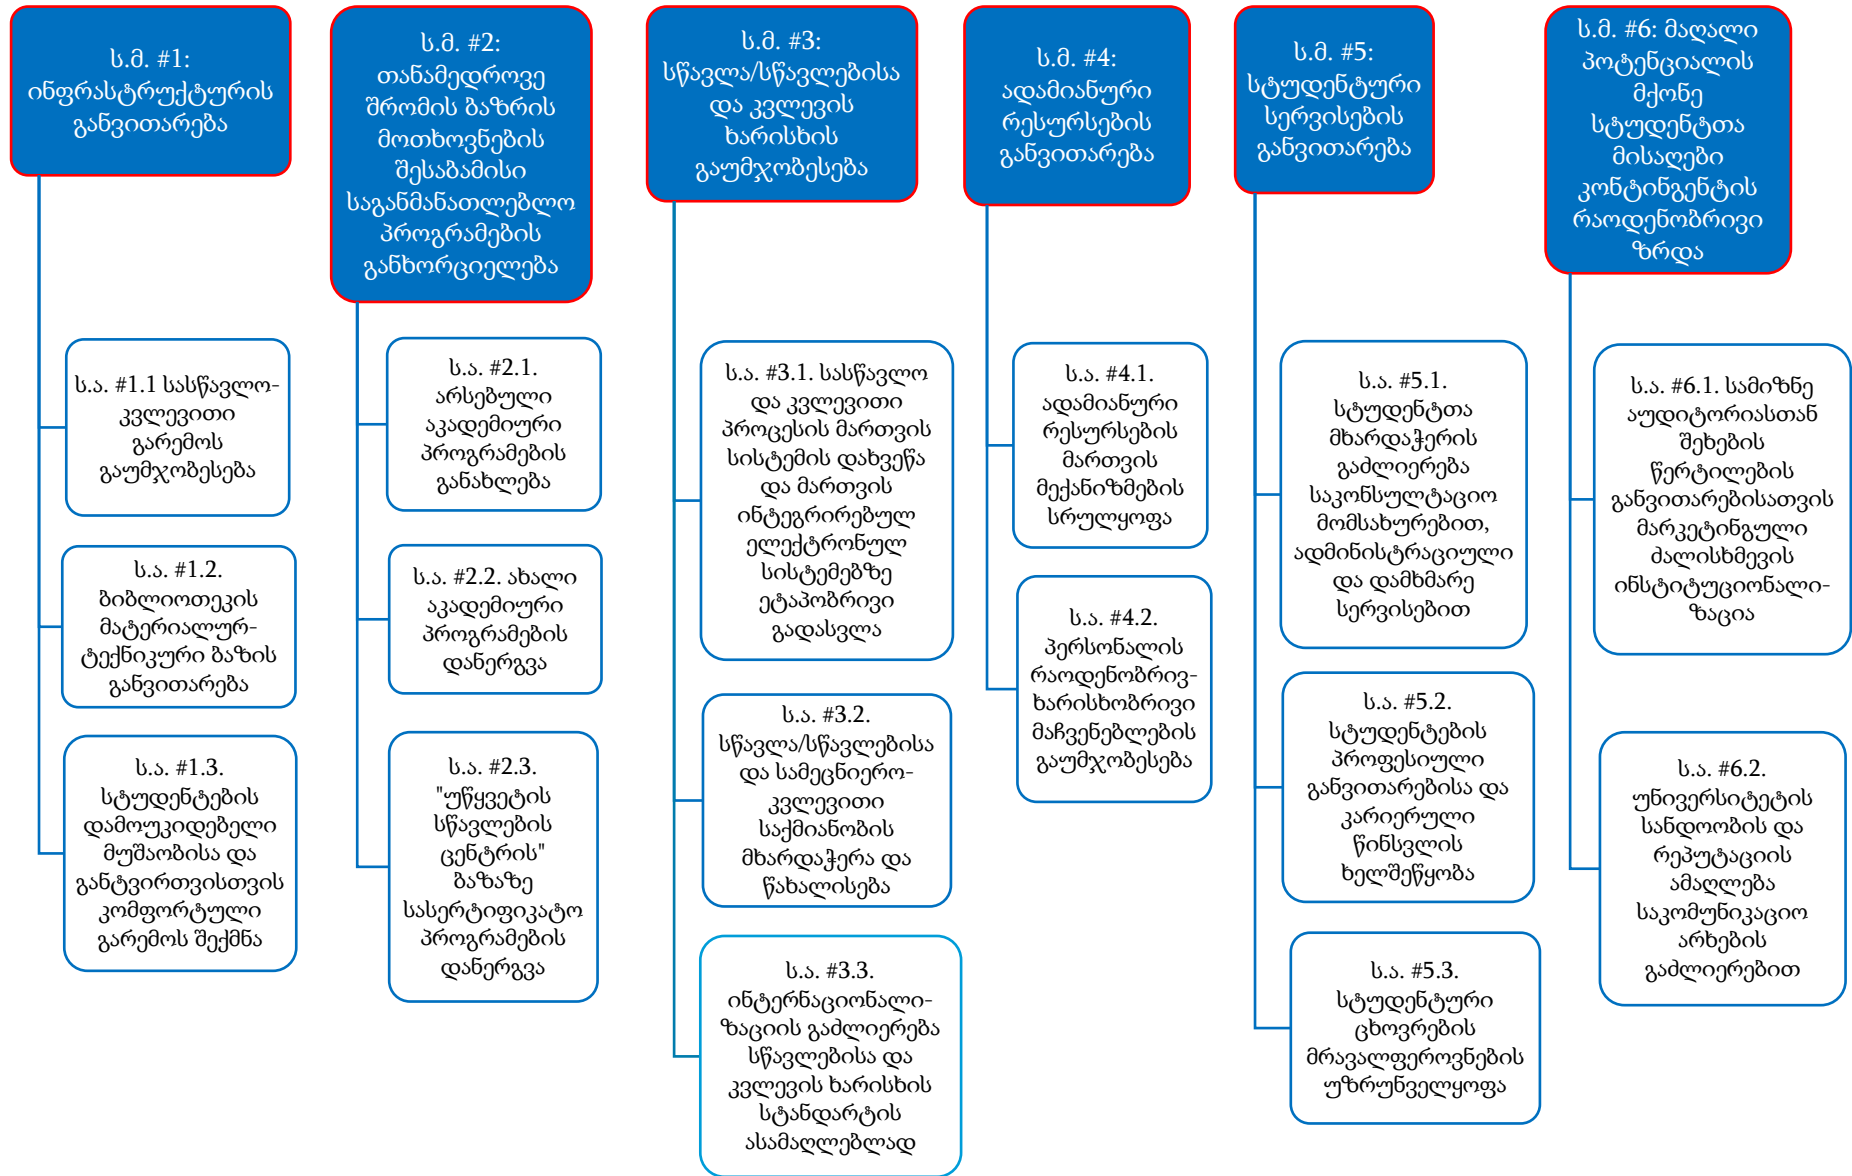 ს.მ. #1:
ინფრასტრუქტურის
განვითარება
ს.ა. #1.1 სასწავლო-
კვლევითი
გარემოს
გაუმჯობესება
ს.ა. #1.2.
ბიბლიოთეკის
მატერიალურ-
ტექნიკური ბაზის
განვითარება
ს.ა. #1.3.
სტუდენტების
დამოუკიდებელი
მუშაობისა და
განტვირთვისთვის
კომფორტული
გარემოს შექმნა
ს.მ. #2:
თანამედროვე
შრომის ბაზრის
მოთხოვნების
შესაბამისი
საგანმანათლებლო
პროგრამების
განხორციელება
ს.ა. #2.1.
არსებული
აკადემიური
პროგრამების
განახლება
ს.ა. #2.2. ახალი
აკადემიური
პროგრამების
დანერგვა
ს.ა. #2.3.
"უწყვეტის
სწავლების
ცენტრის"
ბაზაზე
სასერტიფიკატო
პროგრამების
დანერგვა
ს.მ. #3:
სწავლა/სწავლებისა
და კვლევის
ხარისხის
გაუმჯობესება
ს.ა. #3.1. სასწავლო
და კვლევითი
პროცესის მართვის
სისტემის დახვეწა
და მართვის
ინტეგრირებულ
ელექტრონულ
სისტემებზე
ეტაპობრივი
გადასვლა
ს.ა. #3.2.
სწავლა/სწავლებისა
და სამეცნიერო-
კვლევითი
საქმიანობის
მხარდაჭერა და
წახალისება
ს.ა. #3.3.
ინტერნაციონალი-
ზაციის გაძლიერება
სწავლებისა და
კვლევის ხარისხის
სტანდარტის
ასამაღლებლად
ს.მ. #4:
ადამიანური
რესურსების
განვითარება
ს.ა. #4.1.
ადამიანური
რესურსების
მართვის
მექანიზმების
სრულყოფა
ს.ა. #4.2.
პერსონალის
რაოდენობრივ-
ხარისხობრივი
მაჩვენებლების
გაუმჯობესება
ს.მ. #5:
სტუდენტური
სერვისების
განვითარება
ს.ა. #5.1.
სტუდენტთა
მხარდაჭერის
გაძლიერება
საკონსულტაციო
მომსახურებით,
ადმინისტრაციული
და დამხმარე
სერვისებით
ს.ა. #5.2.
სტუდენტების
პროფესიული
განვითარებისა და
კარიერული
წინსვლის
ხელშეწყობა
ს.ა. #5.3.
სტუდენტური
ცხოვრების
მრავალფეროვნების
უზრუნველყოფა
ს.მ. #6: მაღალი
პოტენციალის
მქონე
სტუდენტთა
მისაღები
კონტინგენტის
რაოდენობრივი
ზრდა
ს.ა. #6.1. სამიზნე
აუდიტორიასთან
შეხების
წერტილების
განვითარებისათვის
მარკეტინგული
ძალისხმევის
ინსტიტუციონალი-
ზაცია
ს.ა. #6.2.
უნივერსიტეტის
სანდოობის და
რეპუტაციის
ამაღლება
საკომუნიკაციო
არხების
გაძლიერებით